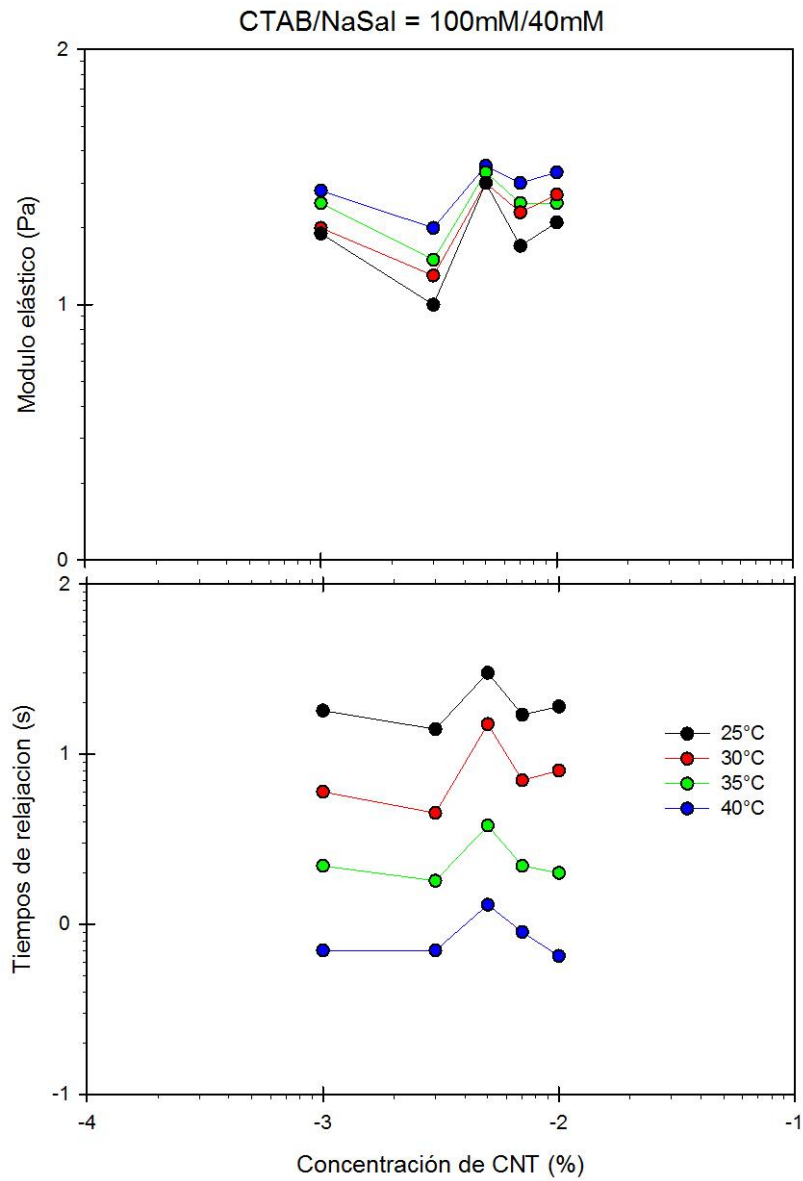 CTAB/NaSal = 100mM/40mM
2
1
0
Modulo elástico (Pa)
2
1
0
-1
Tiempos de relajacion (s)
25°C
30°C
35°C
40°C
-4
-3
-2
-1
Concentración de CNT (%)